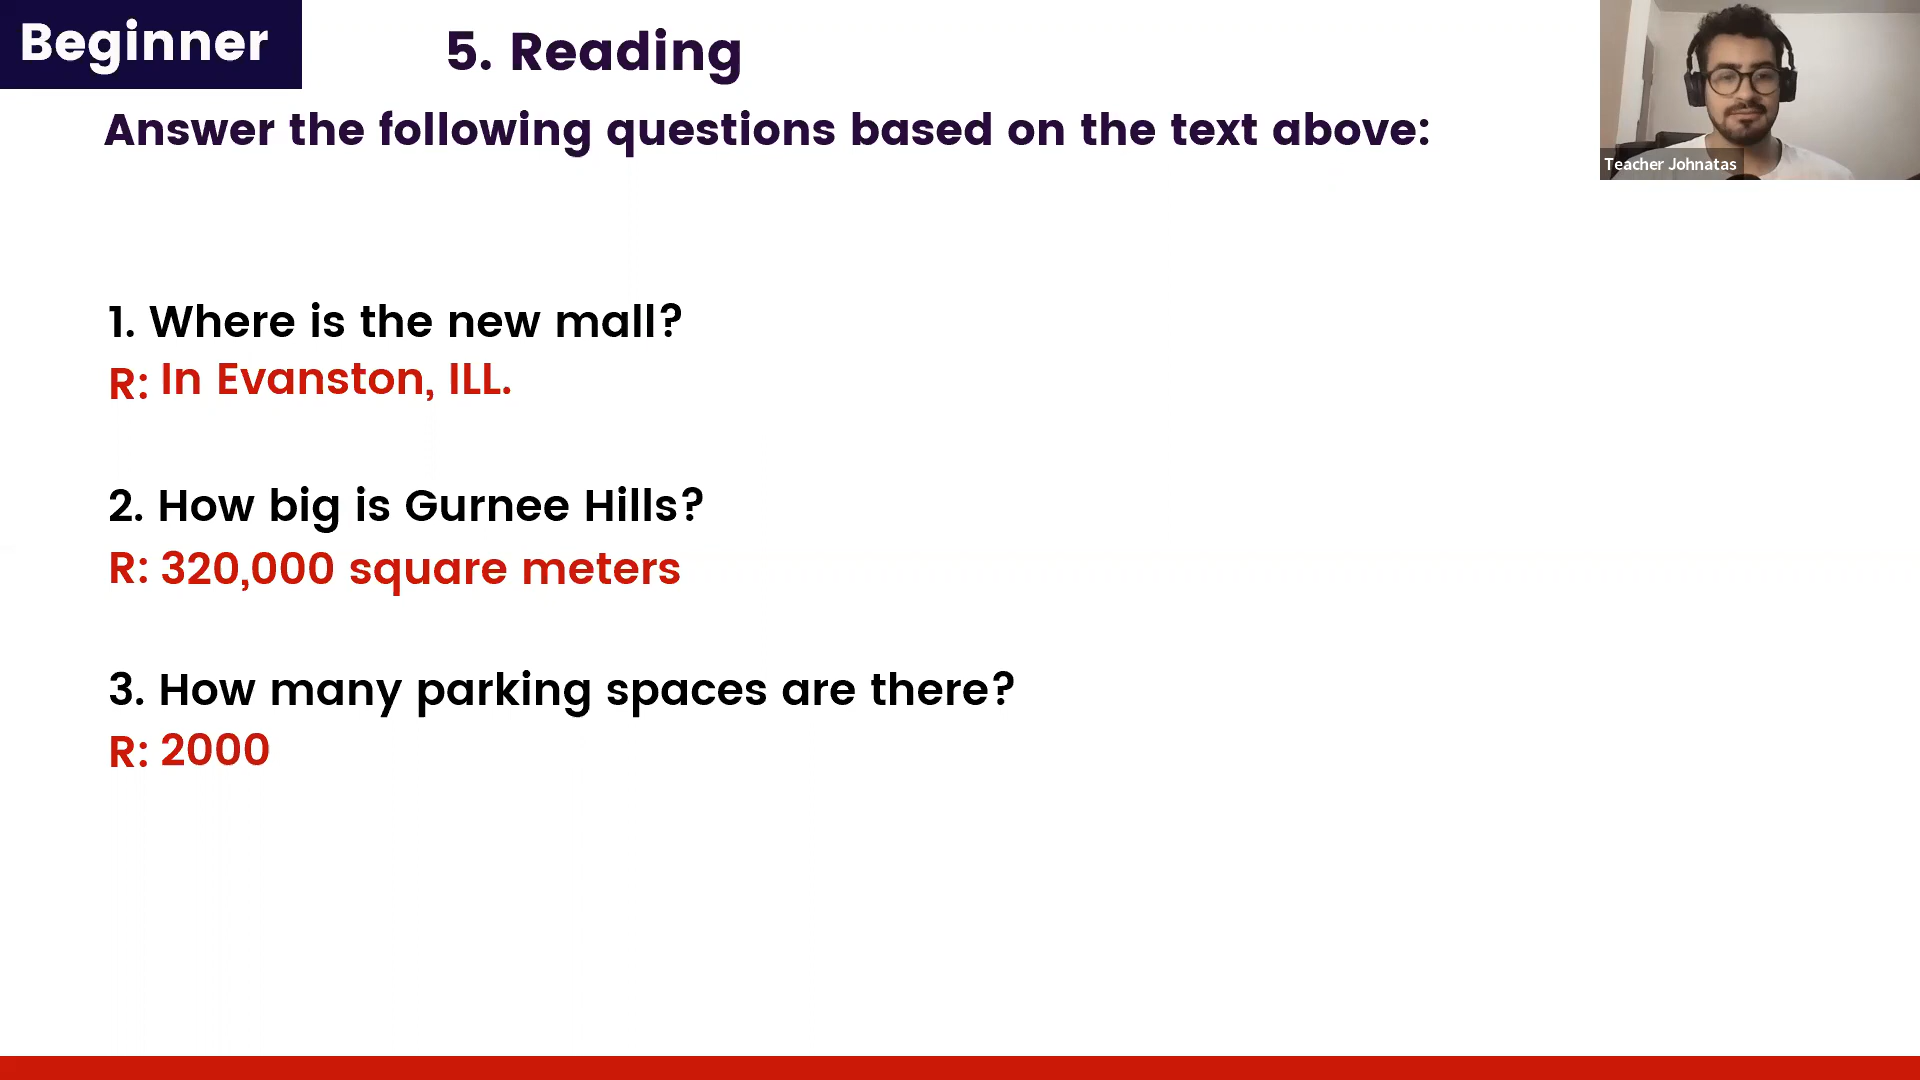 Beginner
5. Reading
Answer the following questions based on the text above:
Teacher Johnatas
1. Where is the new mall?
R: In Evanston, ILL.
2. How big is Gurnee Hills?
R: 320,000 square meters
3. How many parking spaces are there?
R: 2000